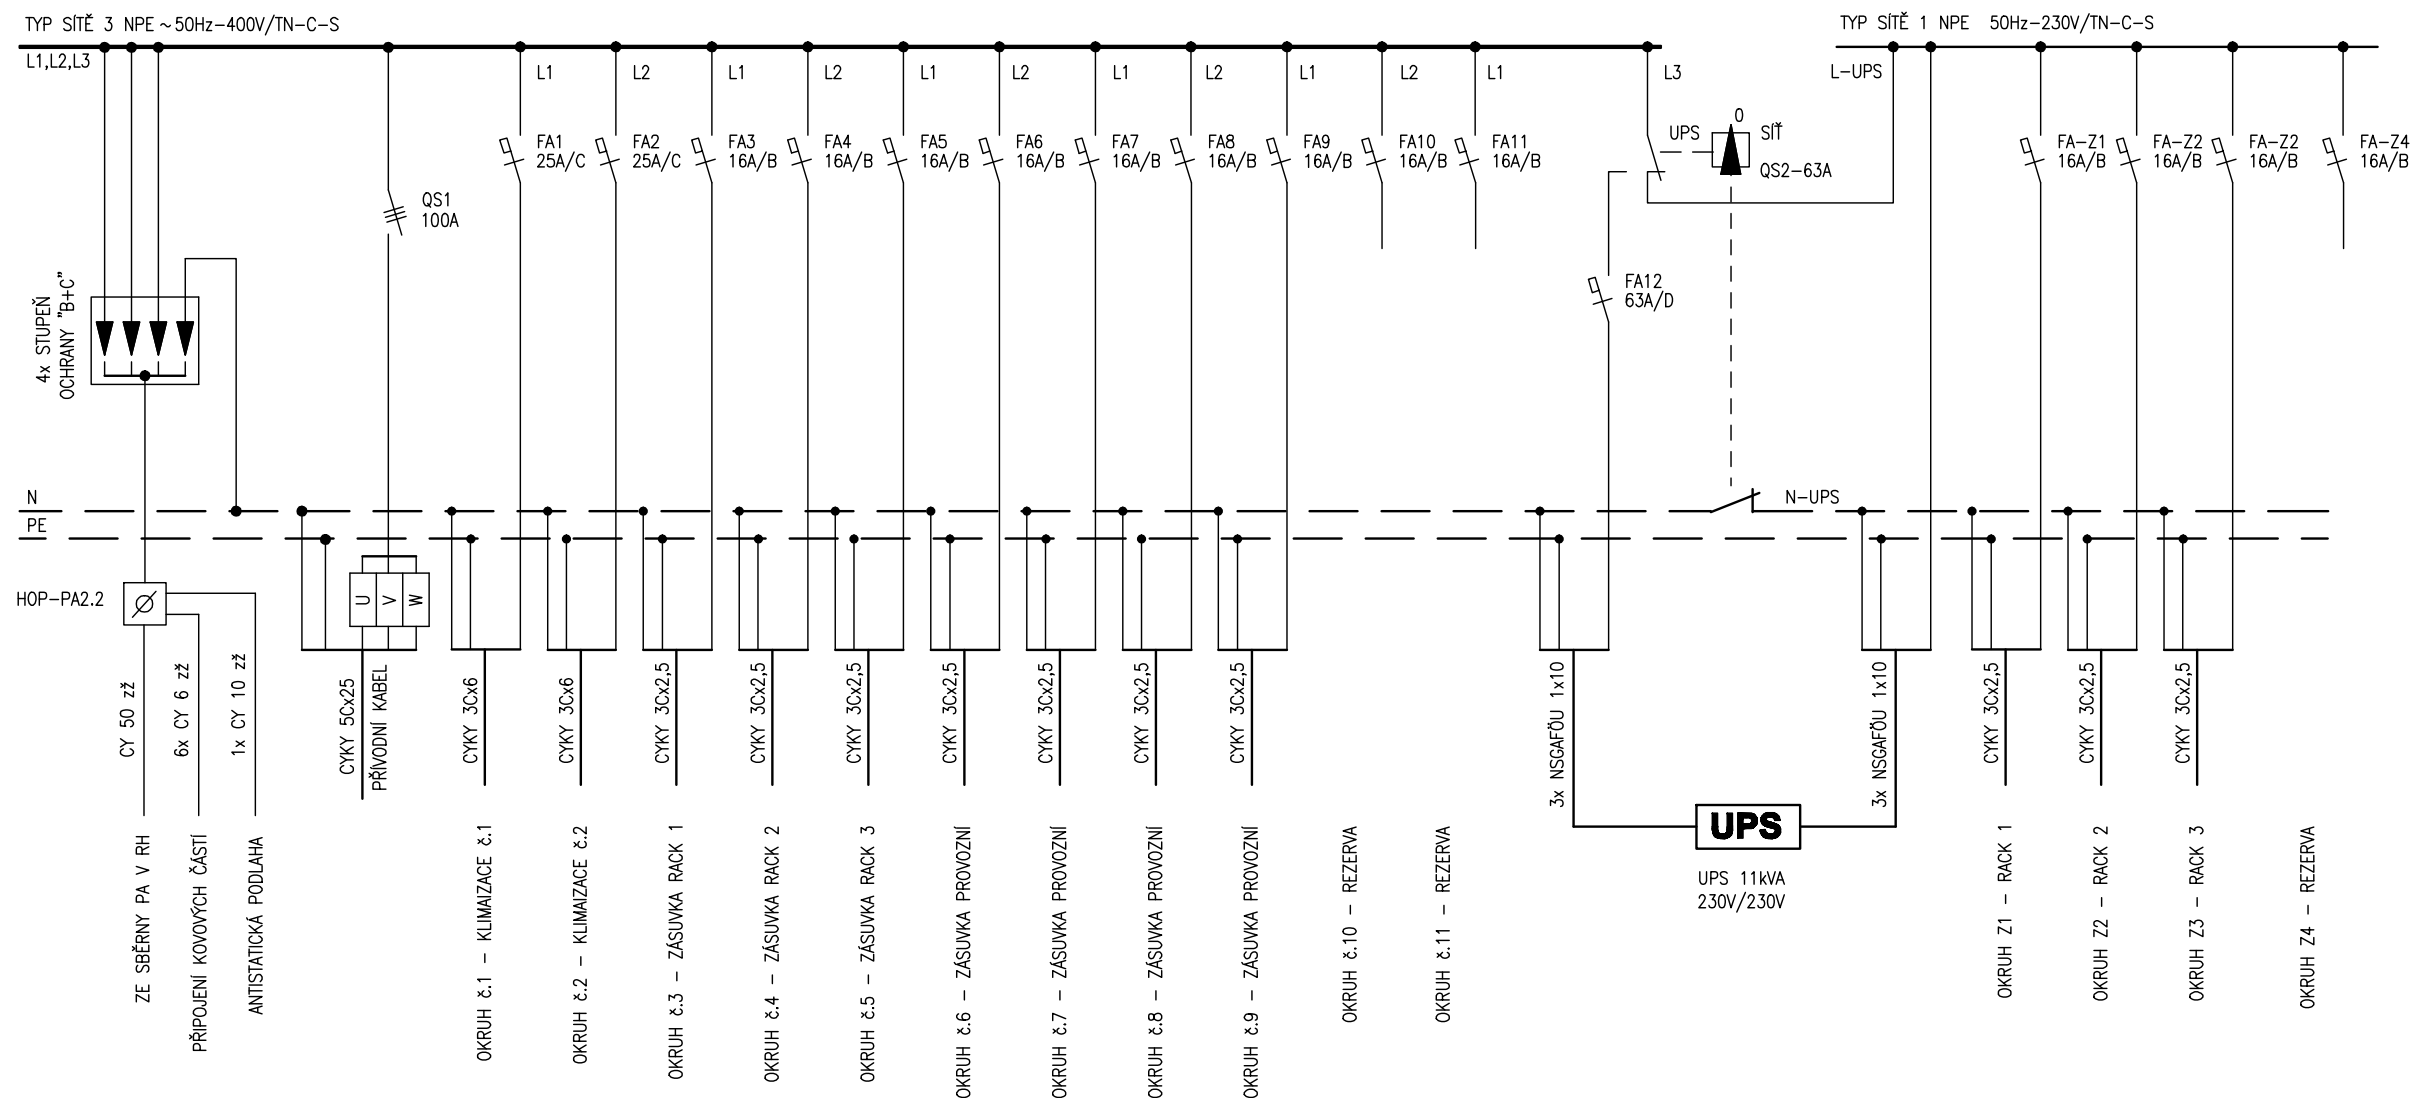 TYP SÍTĚ 3 NPE ~ 50Hz-400V/TN-C-S
TYP SÍTĚ 1 NPE 50Hz-230V/TN-C-S
L1,L2,L3
L1
L2
L1
L2
L1
L2
L1
L2
L1
L2
L1
L3
L-UPS
QS1
100A
FA1
25A/C
FA2
25A/C
FA3
16A/B
FA4
16A/B
FA5
16A/B
FA6
16A/B
FA7
16A/B
FA8
16A/B
FA9
16A/B
FA10
16A/B
FA11
16A/B
UPS
0
SÍŤ
QS2-63A
FA12
63A/D
FA-Z1
16A/B
FA-Z2
16A/B
FA-Z2
16A/B
FA-Z4
16A/B
4x STUPEŇ
OCHRANY "B+C"
N
PE
N-UPS
HOP-PA2.2
U
V
W
CY 50 zž
6x CY 6 zž
1x CY 10 zž
CYKY 5Cx25
PŘÍVODNÍ KABEL
CYKY 3Cx6
CYKY 3Cx6
CYKY 3Cx2,5
CYKY 3Cx2,5
CYKY 3Cx2,5
CYKY 3Cx2,5
CYKY 3Cx2,5
CYKY 3Cx2,5
CYKY 3Cx2,5
3x NSGAFÖU 1x10
3x NSGAFÖU 1x10
CYKY 3Cx2,5
CYKY 3Cx2,5
CYKY 3Cx2,5
UPS
UPS 11kVA
230V/230V
ZE SBĚRNY PA V RH
PŘIPOJENÍ KOVOVÝCH ČÁSTÍ
ANTISTATICKÁ PODLAHA
OKRUH č.1 - KLIMAIZACE č.1
OKRUH č.2 - KLIMAIZACE č.2
OKRUH č.3 - ZÁSUVKA RACK 1
OKRUH č.4 - ZÁSUVKA RACK 2
OKRUH č.5 - ZÁSUVKA RACK 3
OKRUH č.6 - ZÁSUVKA PROVOZNÍ
OKRUH č.7 - ZÁSUVKA PROVOZNÍ
OKRUH č.8 - ZÁSUVKA PROVOZNÍ
OKRUH č.9 - ZÁSUVKA PROVOZNÍ
OKRUH č.10 - REZERVA
OKRUH č.11 - REZERVA
OKRUH Z1 - RACK 1
OKRUH Z2 - RACK 2
OKRUH Z3 - RACK 3
OKRUH Z4 - REZERVA